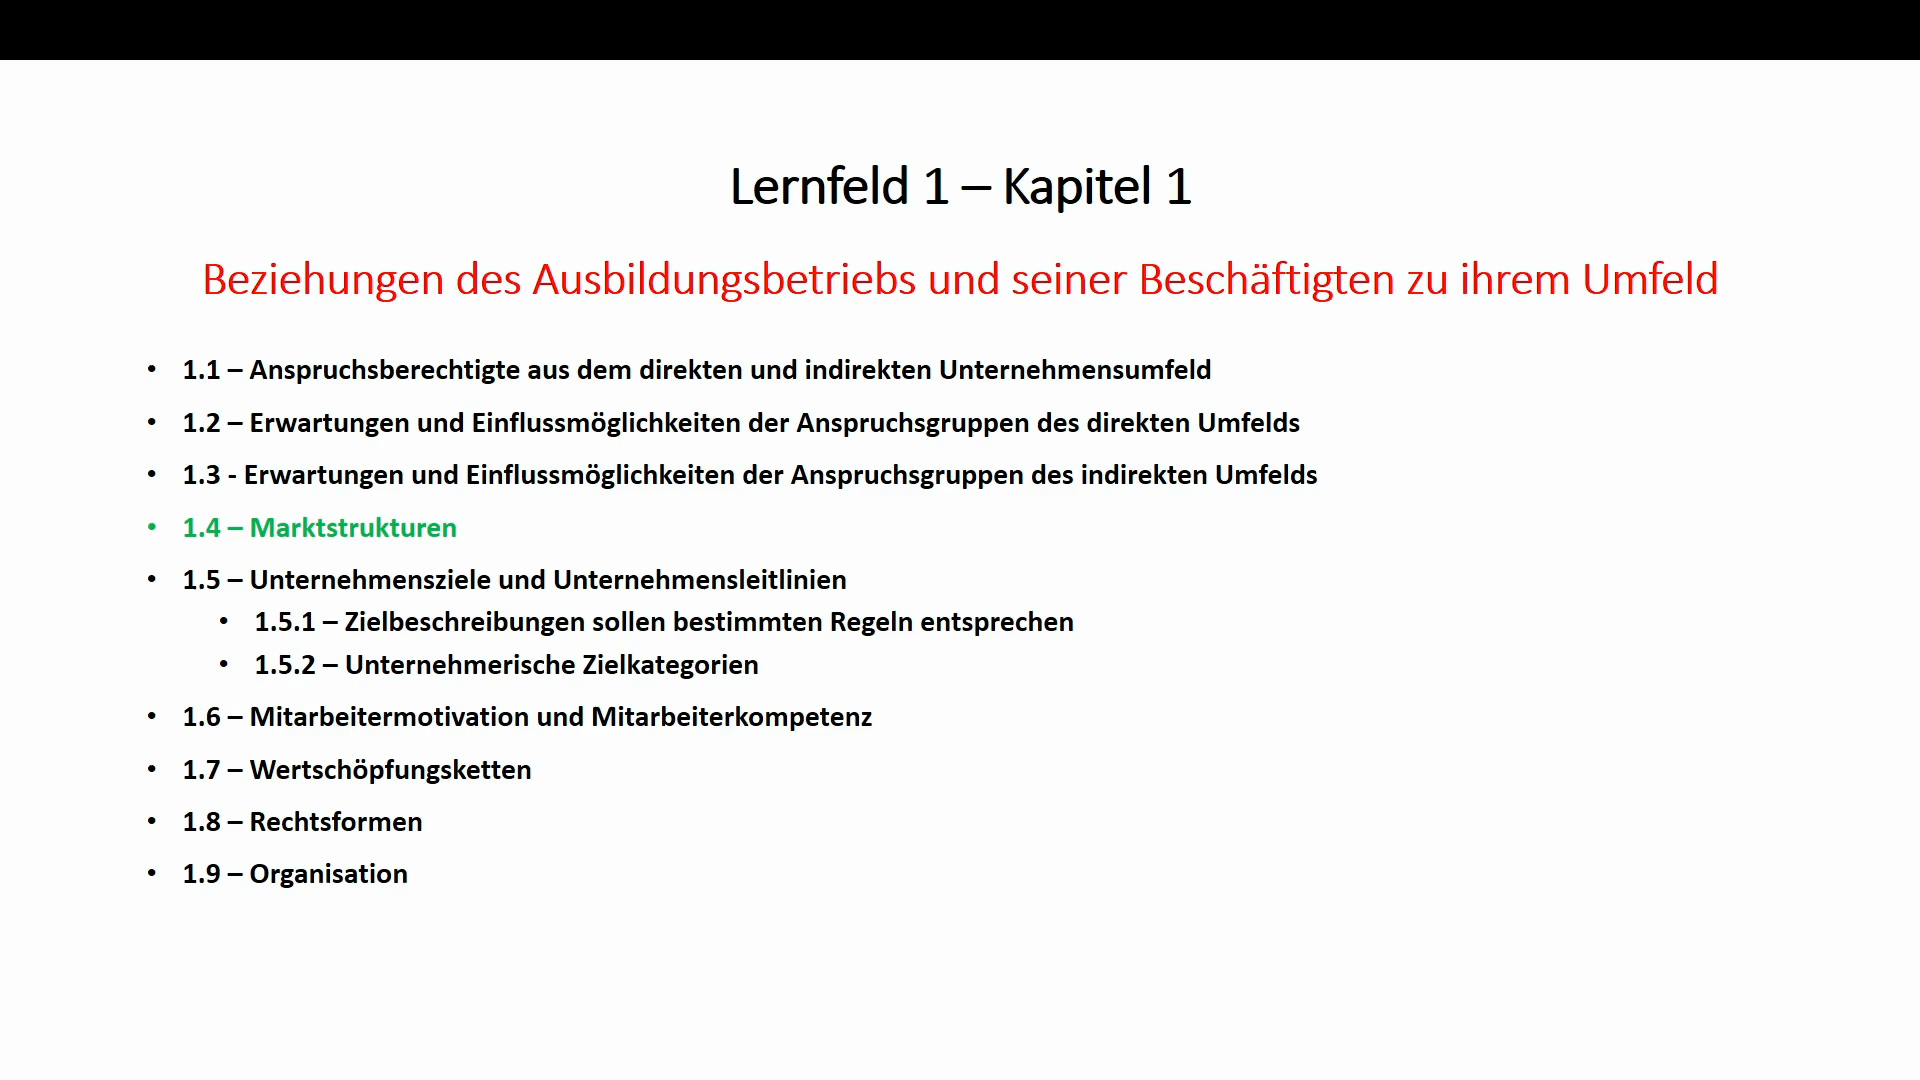 Lernfeld 1 – Kapitel 1
Beziehungen des Ausbildungsbetriebs und seiner Beschäftigten zu ihrem Umfeld
• 1.1 – Anspruchsberechtigte aus dem direkten und indirekten Unternehmensumfeld
• 1.2 – Erwartungen und Einflussmöglichkeiten der Anspruchsgruppen des direkten Umfelds
• 1.3 - Erwartungen und Einflussmöglichkeiten der Anspruchsgruppen des indirekten Umfelds
• 1.4 – Marktstrukturen
• 1.5 – Unternehmensziele und Unternehmensleitlinien
• 1.5.1 – Zielbeschreibungen sollen bestimmten Regeln entsprechen
• 1.5.2 – Unternehmerische Zielkategorien
• 1.6 – Mitarbeitermotivation und Mitarbeiterkompetenz
• 1.7 – Wertschöpfungsketten
• 1.8 – Rechtsformen
• 1.9 – Organisation